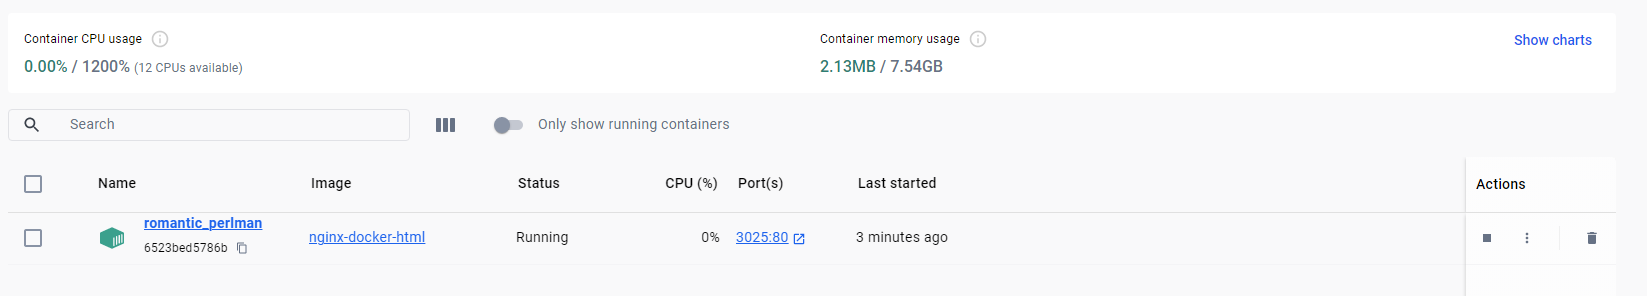 Container CPU usage
0.00% / 1200% (12 CPUs available)
Container memory usage
2.13MB / 7.54GB
Show charts
Search
Only show running containers
Name Image Status CPU (%) Port(s) Last started Actions
romantic_perlman
6523bed5786b
nginx-docker-html Running 0% 3025:80 3 minutes ago